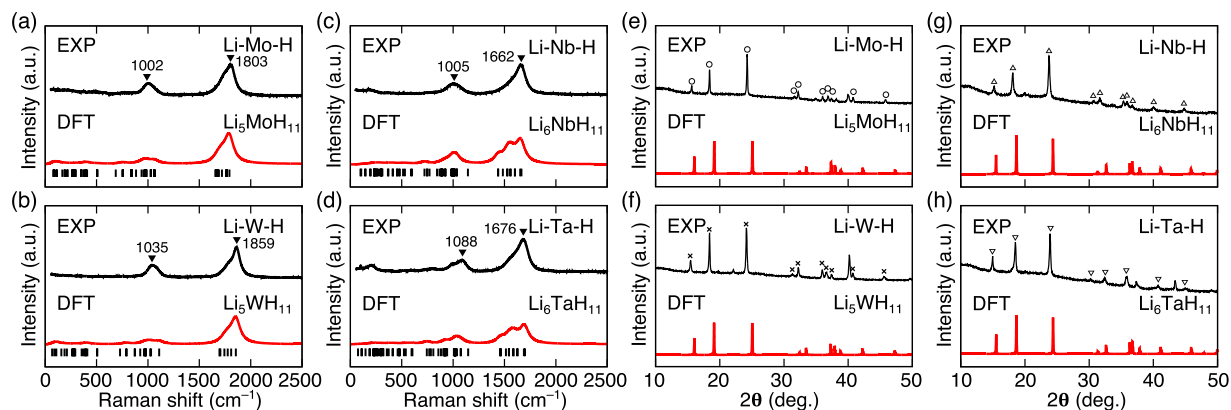 (a)
EXP
Li-Mo-H
1002
1803
DFT
Li5MoH11
Intensity (a.u.)
(b)
EXP
Li-W-H
1035
1859
DFT
Li5WH11
Intensity (a.u.)
0 500 1000 1500 2000 2500
Raman shift (cm−1)
(c)
EXP
Li-Nb-H
1005
1662
DFT
Li6NbH11
Intensity (a.u.)
(d)
EXP
Li-Ta-H
1088
1676
DFT
Li6TaH11
Intensity (a.u.)
0 500 1000 1500 2000 2500
Raman shift (cm−1)
(e)
EXP
Li-Mo-H
DFT
Li5MoH11
Intensity (a.u.)
(f)
EXP
Li-W-H
DFT
Li5WH11
Intensity (a.u.)
10 20 30 40 50
2θ (deg.)
(g)
EXP
Li-Nb-H
DFT
Li6NbH11
Intensity (a.u.)
(h)
EXP
Li-Ta-H
DFT
Li6TaH11
Intensity (a.u.)
10 20 30 40 50
2θ (deg.)